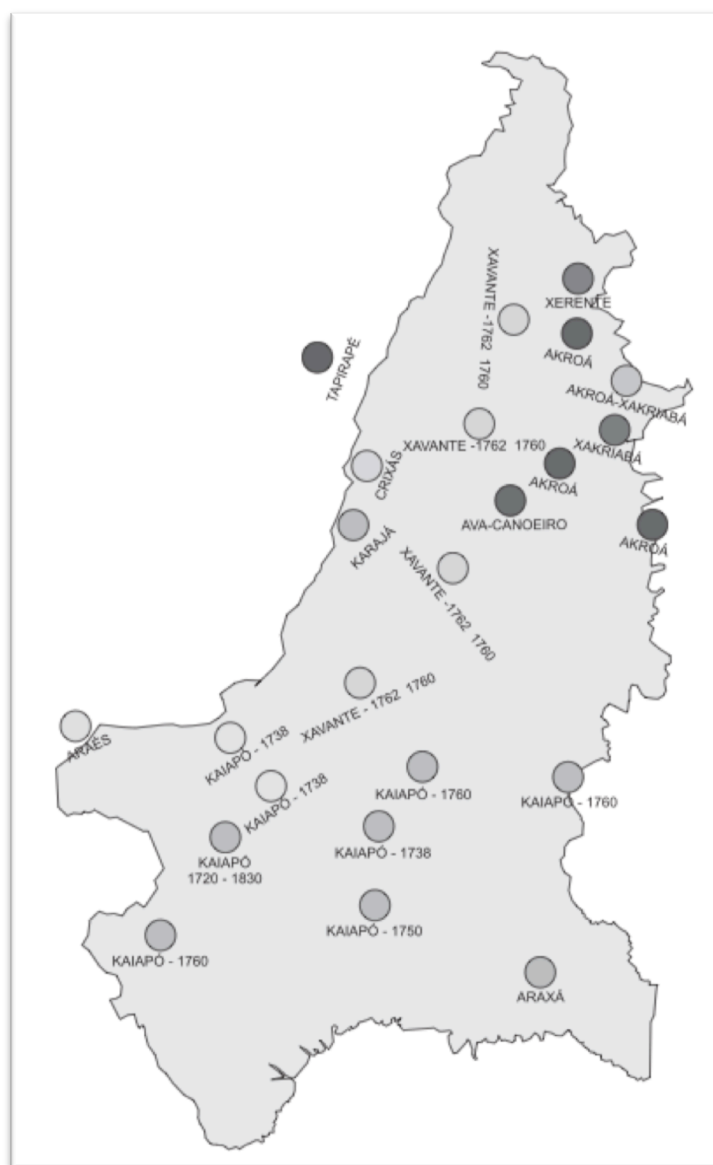 XAVANTE -1762 1760
XERENTE
AKROÁ
TAPIRAPÉ
AKROÁ-XAKRIABÁ
XAVANTE -1762 1760
XAKRIABÁ
CRIXÁS
AKROÁ
AVA-CANOEIRO
KARAJÁ
AKROÁ
XAVANTE -1762 1760
XAVANTE - 1762 1760
ARAÉS
KAIAPÓ - 1738
KAIAPÓ - 1738
KAIAPÓ - 1760
KAIAPÓ - 1760
KAIAPÓ
1720 - 1830
KAIAPÓ - 1738
KAIAPÓ - 1750
KAIAPÓ - 1760
ARAXÁ